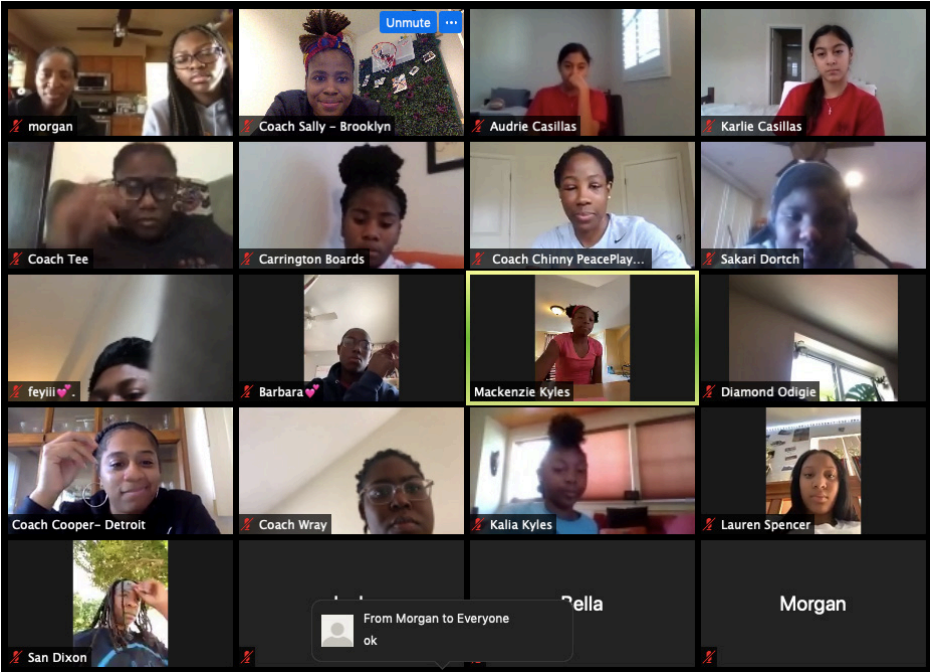 Unmute
morgan
Coach Sally – Brooklyn
Audrie Casillas
Karlie Casillas
Coach Tee
Carrington Boards
Coach Chinny PeacePlay...
Sakari Dortch
feyiii💕.
Barbara💕
Mackenzie Kyles
Diamond Odigie
Coach Cooper– Detroit
Coach Wray
Kalia Kyles
Lauren Spencer
San Dixon
Bella
Morgan
From Morgan to Everyone
ok